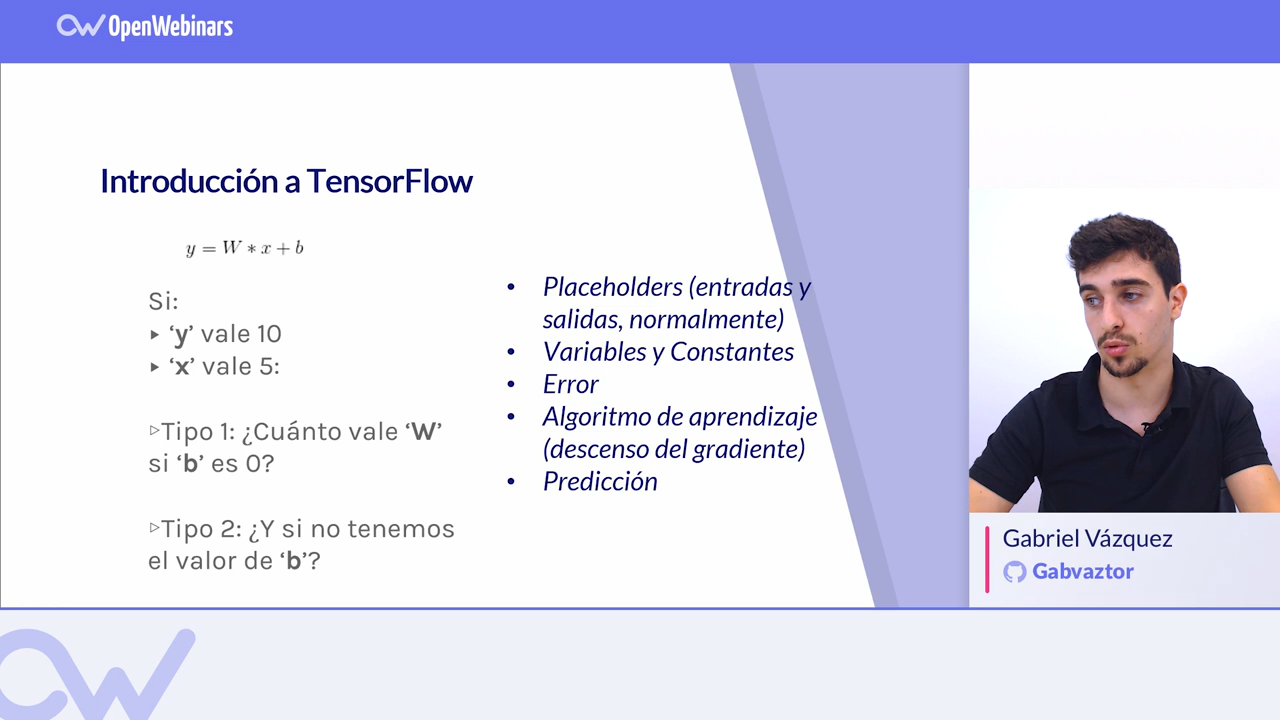 OpenWebinars
Introducción a TensorFlow
y = W ∗ x + b
Si:
▸ ‘y’ vale 10
▸ ‘x’ vale 5:
▹Tipo 1: ¿Cuánto vale ‘W’
si ‘b’ es 0?
▹Tipo 2: ¿Y si no tenemos
el valor de ‘b’?
• Placeholders (entradas y
salidas, normalmente)
• Variables y Constantes
• Error
• Algoritmo de aprendizaje
(descenso del gradiente)
• Predicción
Gabriel Vázquez
Gabvaztor